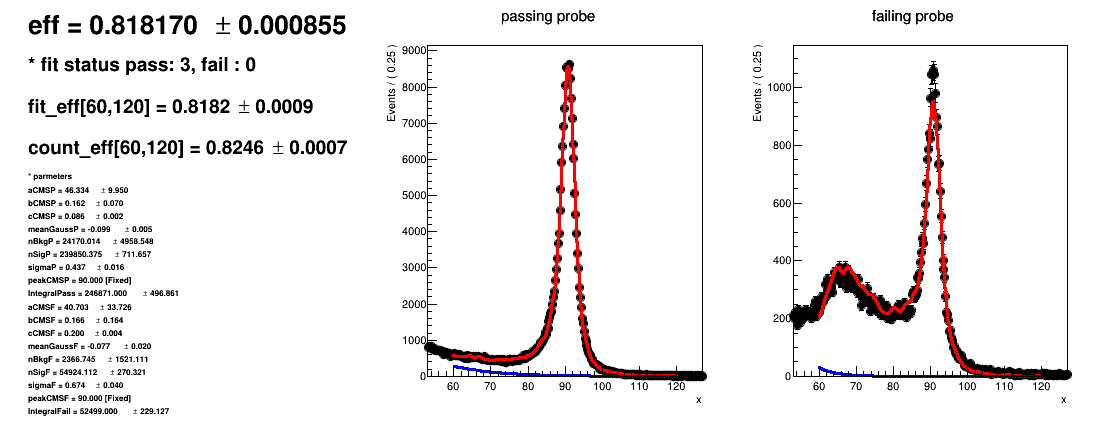 eff = 0.818170 ± 0.000855
* fit status pass: 3, fail : 0
fit_eff[60,120] = 0.8182 ± 0.0009
count_eff[60,120] = 0.8246 ± 0.0007
* parmeters
aCMSP = 46.334 ± 9.950
bCMSP = 0.162 ± 0.070
cCMSP = 0.086 ± 0.002
meanGaussP = -0.099 ± 0.005
nBkgP = 24170.014 ± 4958.548
nSigP = 239850.375 ± 711.657
sigmaP = 0.437 ± 0.016
peakCMSP = 90.000 [Fixed]
IntegralPass = 246871.000 ± 496.861
aCMSF = 40.703 ± 33.726
bCMSF = 0.166 ± 0.164
cCMSF = 0.200 ± 0.004
meanGaussF = -0.077 ± 0.020
nBkgF = 2366.745 ± 1521.111
nSigF = 54924.112 ± 270.321
sigmaF = 0.674 ± 0.040
peakCMSF = 90.000 [Fixed]
IntegralFail = 52499.000 ± 229.127
passing probe
Events / ( 0.25 )
9000
8000
7000
6000
5000
4000
3000
2000
1000
0
60 70 80 90 100 110 120
x
failing probe
Events / ( 0.25 )
1000
800
600
400
200
0
60 70 80 90 100 110 120
x